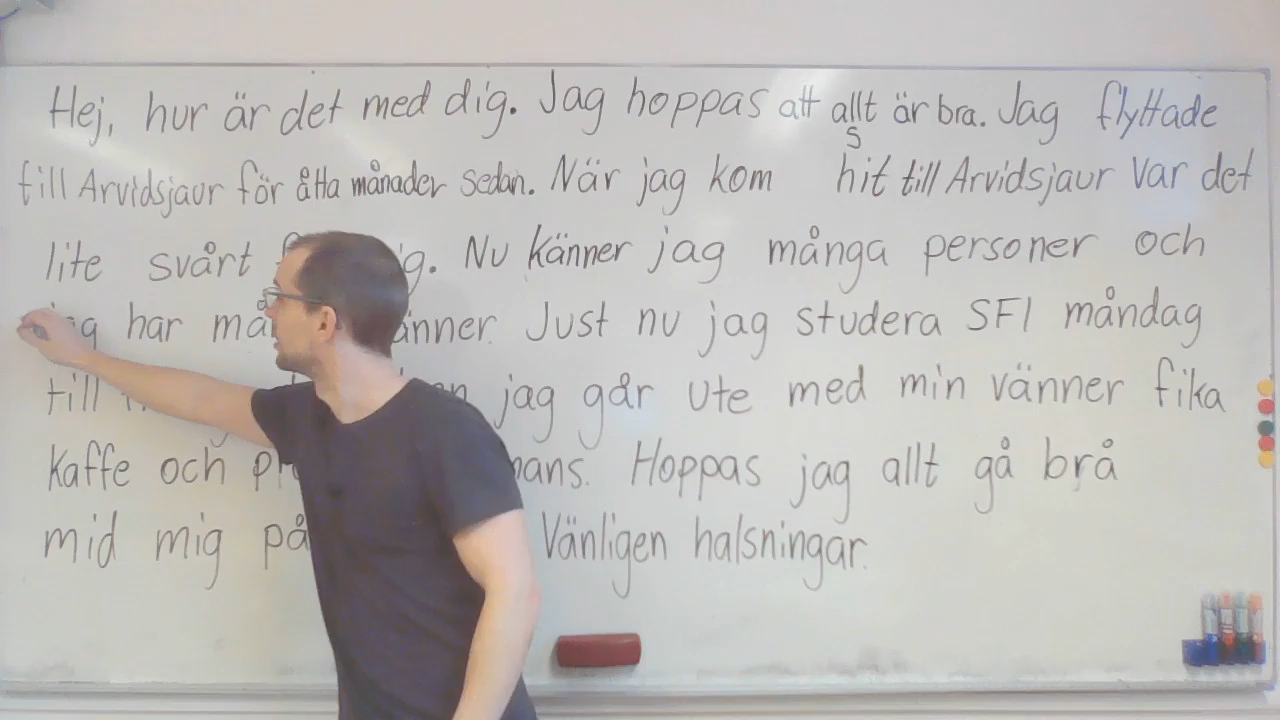 Hej, hur är det med dig. Jag hoppas att allt är bra. Jag flyttade
S
till Arvidsjaur för åtta månader sedan. När jag kom hit till Arvidsjaur Var det
lite svårt ig. Nu känner jag många personer och
har må änner. Just nu jag studera SFI måndag
till jag går ute med min vänner fika
kaffe och mans. Hoppas jag allt gå brå
mid mig på Vänligen halsningar.